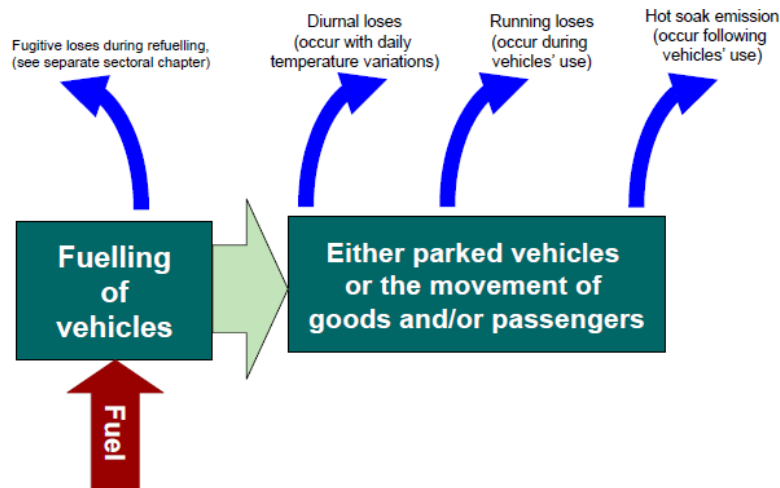 Fugitive loses during refuelling,
(see separate sectoral chapter)
Diurnal loses
(occur with daily
temperature variations)
Running loses
(occur during
vehicles' use)
Hot soak emission
(occur following
vehicles' use)
Fuelling
of
vehicles
Either parked vehicles
or the movement of
goods and/or passengers
Fuel